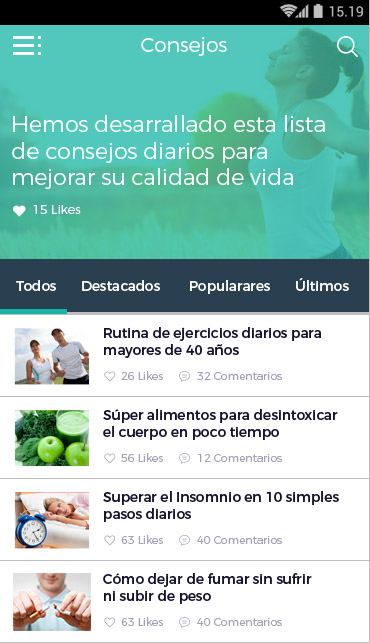 15.19
Consejos
Hemos desarrallado esta lista
de consejos diarios para
mejorar su calidad de vida
15 Likes
Todos Destacados Popularares Últimos
Rutina de ejercicios diarios para
mayores de 40 años
26 Likes 32 Comentarios
Súper alimentos para desintoxicar
el cuerpo en poco tiempo
56 Likes 12 Comentarios
Superar el Insomnio en 10 simples
pasos diarios
63 Likes 40 Comentarios
Cómo dejar de fumar sin sufrir
ni subir de peso
63 Likes 40 Comentarios